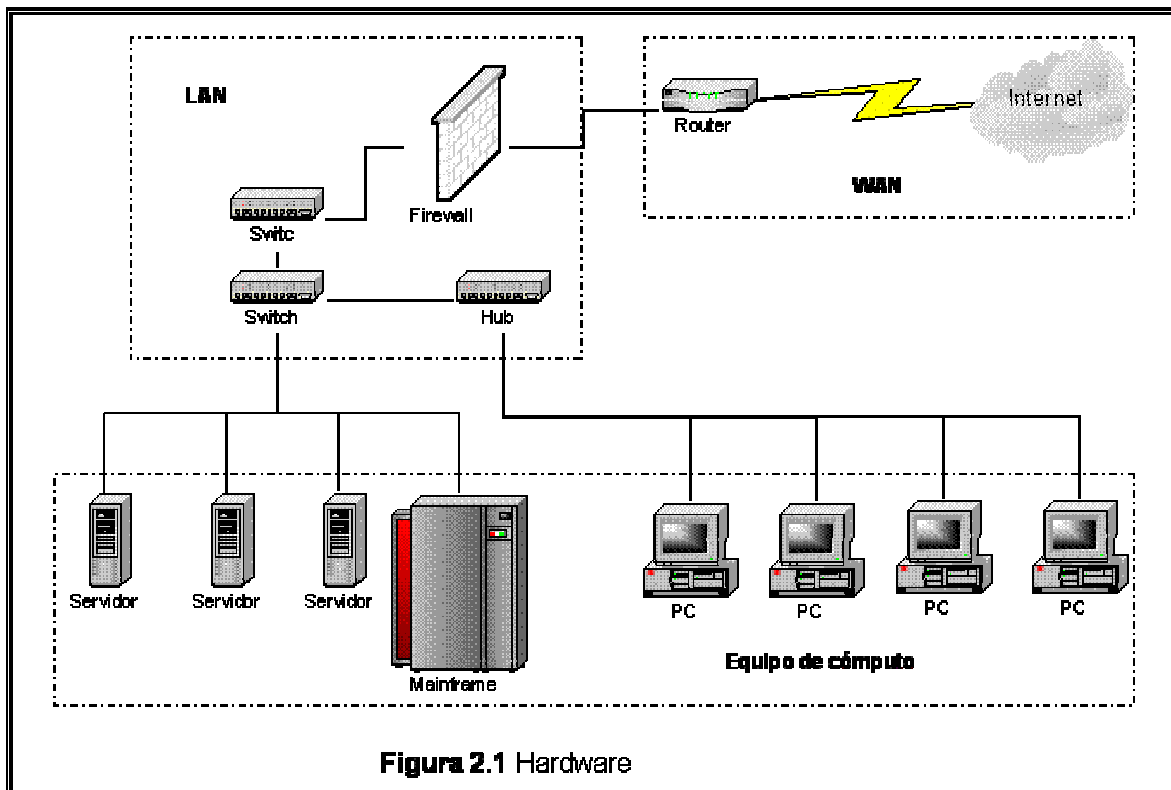 LAN
Internet
Router
WAN
Firewall
Switc
Switch
Hub
Servidor
Servidor
Servidor
Mainframe
PC
PC
PC
PC
Equipo de cómputo
Figura 2.1 Hardware